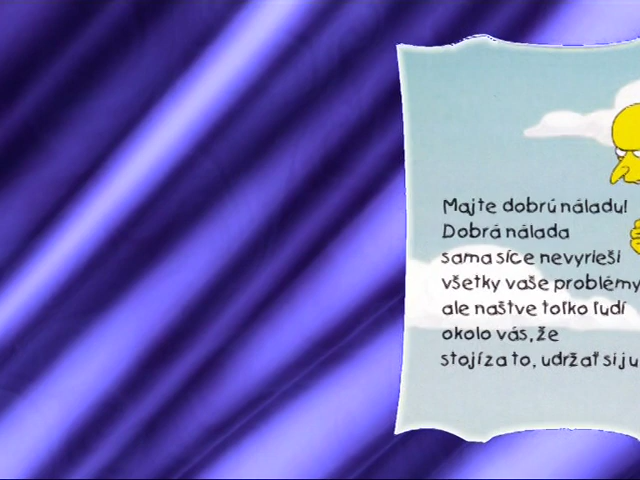 Majte dobrú náladu!
Dobrá nálada
sama síce nevyrieši
všetky vaše problémy
ale naštve toľko ľudí
okolo vás, že
stojí za to, udržať si ju